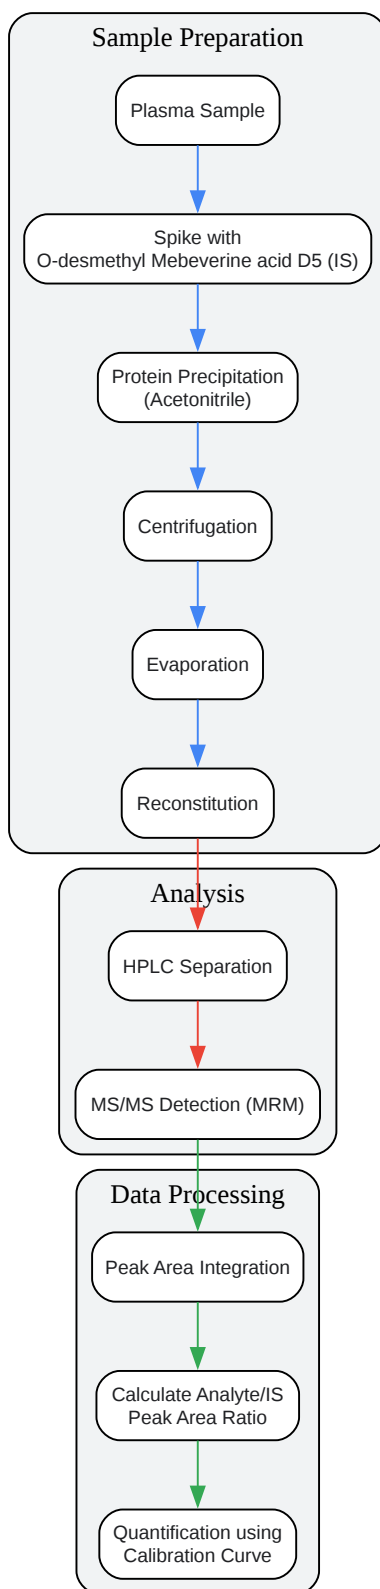 Sample Preparation
Plasma Sample
Spike with
O-desmethyl Mebeverine acid D5 (IS)
Protein Precipitation
(Acetonitrile)
Centrifugation
Evaporation
Reconstitution
Analysis
HPLC Separation
MS/MS Detection (MRM)
Data Processing
Peak Area Integration
Calculate Analyte/IS
Peak Area Ratio
Quantification using
Calibration Curve